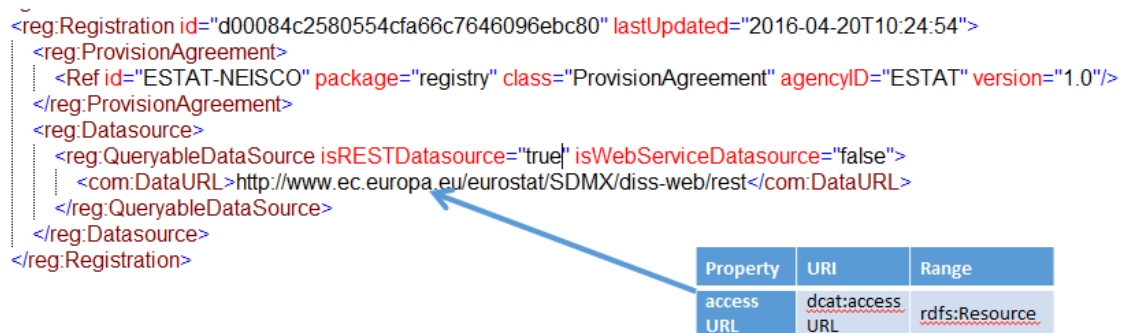 <reg:Registration id="d00084c2580554cfa66c7646096ebc80" lastUpdated="2016-04-20T10:24:54">
<reg:ProvisionAgreement>
<Ref id="ESTAT-NEISCO" package="registry" class="ProvisionAgreement" agencyID="ESTAT" version="1.0"/>
</reg:ProvisionAgreement>
<reg:Datasource>
<reg:QueryableDataSource isRESTDatasource="true" isWebServiceDatasource="false">
<com:DataURL>http://www.ec.europa.eu/eurostat/SDMX/diss-web/rest</com:DataURL>
</reg:QueryableDataSource>
</reg:Datasource>
</reg:Registration>
Property URI Range
access dcat:access rdfs:Resource
URL URL